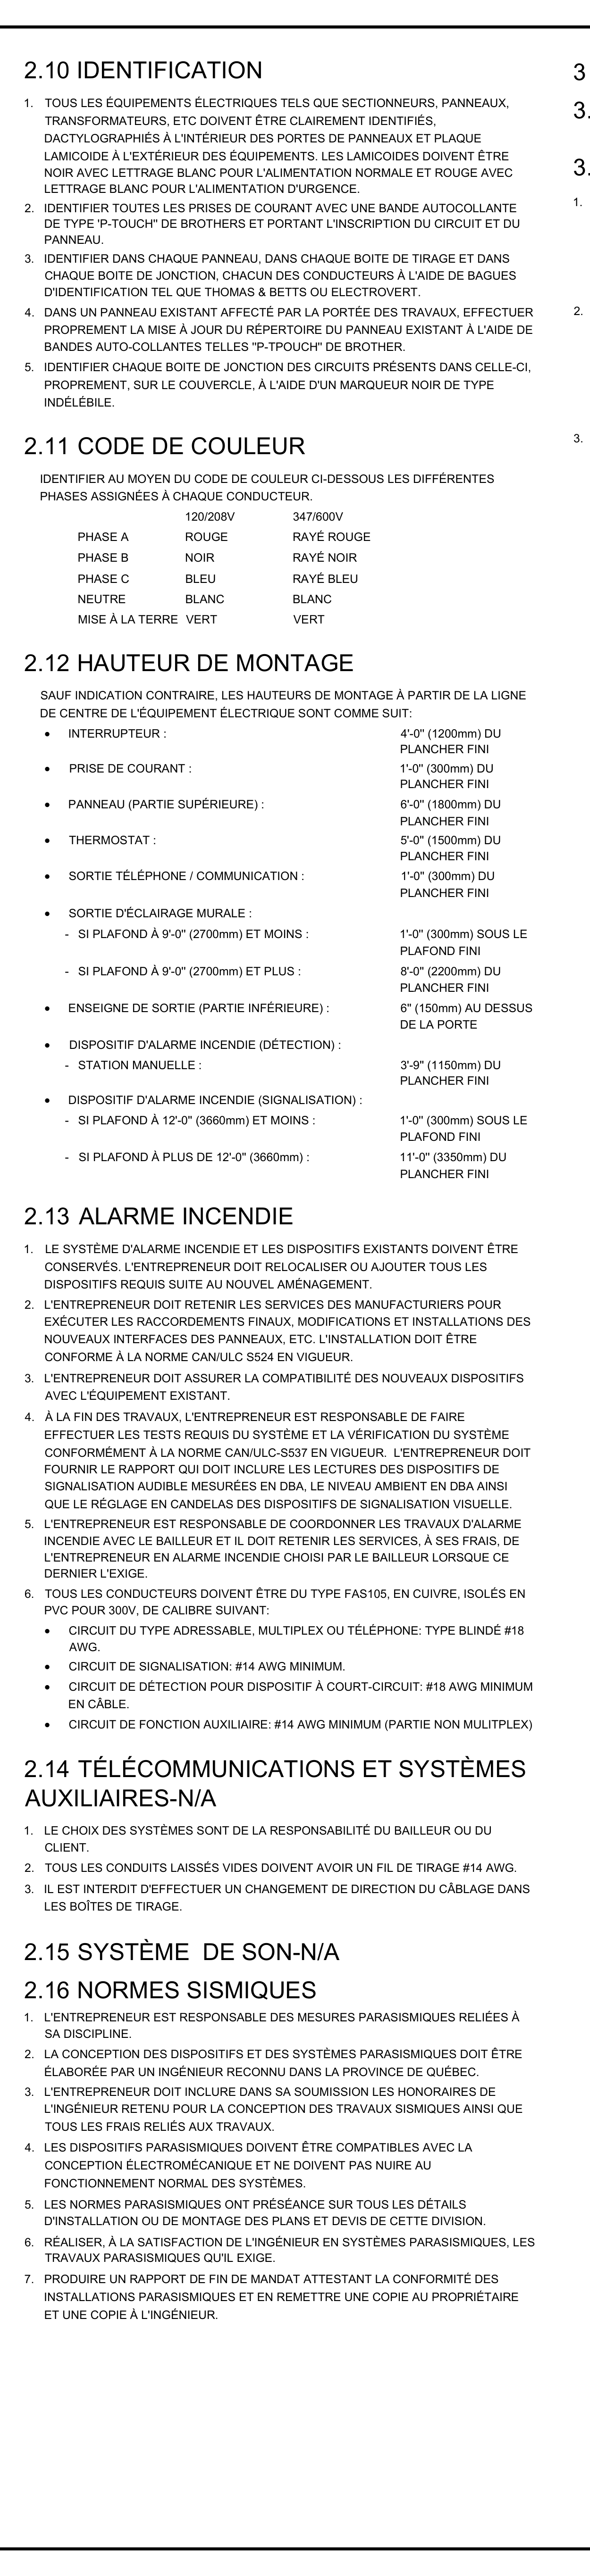 2.10 IDENTIFICATION
1. TOUS LES ÉQUIPEMENTS ÉLECTRIQUES TELS QUE SECTIONNEURS, PANNEAUX,
TRANSFORMATEURS, ETC DOIVENT ÊTRE CLAIREMENT IDENTIFIÉS,
DACTYLOGRAPHIÉS À L'INTÉRIEUR DES PORTES DE PANNEAUX ET PLAQUE
LAMICOIDE À L'EXTÉRIEUR DES ÉQUIPEMENTS. LES LAMICOIDES DOIVENT ÊTRE
NOIR AVEC LETTRAGE BLANC POUR L'ALIMENTATION NORMALE ET ROUGE AVEC
LETTRAGE BLANC POUR L'ALIMENTATION D'URGENCE.
2. IDENTIFIER TOUTES LES PRISES DE COURANT AVEC UNE BANDE AUTOCOLLANTE
DE TYPE 'P-TOUCH" DE BROTHERS ET PORTANT L'INSCRIPTION DU CIRCUIT ET DU
PANNEAU.
3. IDENTIFIER DANS CHAQUE PANNEAU, DANS CHAQUE BOITE DE TIRAGE ET DANS
CHAQUE BOITE DE JONCTION, CHACUN DES CONDUCTEURS À L'AIDE DE BAGUES
D'IDENTIFICATION TEL QUE THOMAS & BETTS OU ELECTROVERT.
4. DANS UN PANNEAU EXISTANT AFFECTÉ PAR LA PORTÉE DES TRAVAUX, EFFECTUER
PROPREMENT LA MISE À JOUR DU RÉPERTOIRE DU PANNEAU EXISTANT À L'AIDE DE
BANDES AUTO-COLLANTES TELLES "P-TPOUCH" DE BROTHER.
5. IDENTIFIER CHAQUE BOITE DE JONCTION DES CIRCUITS PRÉSENTS DANS CELLE-CI,
PROPREMENT, SUR LE COUVERCLE, À L'AIDE D'UN MARQUEUR NOIR DE TYPE
INDÉLÉBILE.
2.11 CODE DE COULEUR
IDENTIFIER AU MOYEN DU CODE DE COULEUR CI-DESSOUS LES DIFFÉRENTES
PHASES ASSIGNÉES À CHAQUE CONDUCTEUR.
120/208V 347/600V
PHASE A ROUGE RAYÉ ROUGE
PHASE B NOIR RAYÉ NOIR
PHASE C BLEU RAYÉ BLEU
NEUTRE BLANC BLANC
MISE À LA TERRE VERT VERT
2.12 HAUTEUR DE MONTAGE
SAUF INDICATION CONTRAIRE, LES HAUTEURS DE MONTAGE À PARTIR DE LA LIGNE
DE CENTRE DE L'ÉQUIPEMENT ÉLECTRIQUE SONT COMME SUIT:
• INTERRUPTEUR : 4'-0" (1200mm) DU
PLANCHER FINI
• PRISE DE COURANT : 1'-0" (300mm) DU
PLANCHER FINI
• PANNEAU (PARTIE SUPÉRIEURE) : 6'-0" (1800mm) DU
PLANCHER FINI
• THERMOSTAT : 5'-0" (1500mm) DU
PLANCHER FINI
• SORTIE TÉLÉPHONE / COMMUNICATION : 1'-0" (300mm) DU
PLANCHER FINI
• SORTIE D'ÉCLAIRAGE MURALE :
- SI PLAFOND À 9'-0" (2700mm) ET MOINS : 1'-0" (300mm) SOUS LE
PLAFOND FINI
- SI PLAFOND À 9'-0" (2700mm) ET PLUS : 8'-0" (2200mm) DU
PLANCHER FINI
• ENSEIGNE DE SORTIE (PARTIE INFÉRIEURE) : 6" (150mm) AU DESSUS
DE LA PORTE
• DISPOSITIF D'ALARME INCENDIE (DÉTECTION) :
- STATION MANUELLE : 3'-9" (1150mm) DU
PLANCHER FINI
• DISPOSITIF D'ALARME INCENDIE (SIGNALISATION) :
- SI PLAFOND À 12'-0" (3660mm) ET MOINS : 1'-0" (300mm) SOUS LE
PLAFOND FINI
- SI PLAFOND À PLUS DE 12'-0" (3660mm) : 11'-0" (3350mm) DU
PLANCHER FINI
2.13 ALARME INCENDIE
1. LE SYSTÈME D'ALARME INCENDIE ET LES DISPOSITIFS EXISTANTS DOIVENT ÊTRE
CONSERVÉS. L'ENTREPRENEUR DOIT RELOCALISER OU AJOUTER TOUS LES
DISPOSITIFS REQUIS SUITE AU NOUVEL AMÉNAGEMENT.
2. L'ENTREPRENEUR DOIT RETENIR LES SERVICES DES MANUFACTURIERS POUR
EXÉCUTER LES RACCORDEMENTS FINAUX, MODIFICATIONS ET INSTALLATIONS DES
NOUVEAUX INTERFACES DES PANNEAUX, ETC. L'INSTALLATION DOIT ÊTRE
CONFORME À LA NORME CAN/ULC S524 EN VIGUEUR.
3. L'ENTREPRENEUR DOIT ASSURER LA COMPATIBILITÉ DES NOUVEAUX DISPOSITIFS
AVEC L'ÉQUIPEMENT EXISTANT.
4. À LA FIN DES TRAVAUX, L'ENTREPRENEUR EST RESPONSABLE DE FAIRE
EFFECTUER LES TESTS REQUIS DU SYSTÈME ET LA VÉRIFICATION DU SYSTÈME
CONFORMÉMENT À LA NORME CAN/ULC-S537 EN VIGUEUR. L'ENTREPRENEUR DOIT
FOURNIR LE RAPPORT QUI DOIT INCLURE LES LECTURES DES DISPOSITIFS DE
SIGNALISATION AUDIBLE MESURÉES EN DBA, LE NIVEAU AMBIENT EN DBA AINSI
QUE LE RÉGLAGE EN CANDELAS DES DISPOSITIFS DE SIGNALISATION VISUELLE.
5. L'ENTREPRENEUR EST RESPONSABLE DE COORDONNER LES TRAVAUX D'ALARME
INCENDIE AVEC LE BAILLEUR ET IL DOIT RETENIR LES SERVICES, À SES FRAIS, DE
L'ENTREPRENEUR EN ALARME INCENDIE CHOISI PAR LE BAILLEUR LORSQUE CE
DERNIER L'EXIGE.
6. TOUS LES CONDUCTEURS DOIVENT ÊTRE DU TYPE FAS105, EN CUIVRE, ISOLÉS EN
PVC POUR 300V, DE CALIBRE SUIVANT:
• CIRCUIT DU TYPE ADRESSABLE, MULTIPLEX OU TÉLÉPHONE: TYPE BLINDÉ #18
AWG.
• CIRCUIT DE SIGNALISATION: #14 AWG MINIMUM.
• CIRCUIT DE DÉTECTION POUR DISPOSITIF À COURT-CIRCUIT: #18 AWG MINIMUM
EN CÂBLE.
• CIRCUIT DE FONCTION AUXILIAIRE: #14 AWG MINIMUM (PARTIE NON MULITPLEX)
2.14 TÉLÉCOMMUNICATIONS ET SYSTÈMES
AUXILIAIRES-N/A
1. LE CHOIX DES SYSTÈMES SONT DE LA RESPONSABILITÉ DU BAILLEUR OU DU
CLIENT.
2. TOUS LES CONDUITS LAISSÉS VIDES DOIVENT AVOIR UN FIL DE TIRAGE #14 AWG.
3. IL EST INTERDIT D'EFFECTUER UN CHANGEMENT DE DIRECTION DU CÂBLAGE DANS
LES BOÎTES DE TIRAGE.
2.15 SYSTÈME DE SON-N/A
2.16 NORMES SISMIQUES
1. L'ENTREPRENEUR EST RESPONSABLE DES MESURES PARASISMIQUES RELIÉES À
SA DISCIPLINE.
2. LA CONCEPTION DES DISPOSITIFS ET DES SYSTÈMES PARASISMIQUES DOIT ÊTRE
ÉLABORÉE PAR UN INGÉNIEUR RECONNU DANS LA PROVINCE DE QUÉBEC.
3. L'ENTREPRENEUR DOIT INCLURE DANS SA SOUMISSION LES HONORAIRES DE
L'INGÉNIEUR RETENU POUR LA CONCEPTION DES TRAVAUX SISMIQUES AINSI QUE
TOUS LES FRAIS RELIÉS AUX TRAVAUX.
4. LES DISPOSITIFS PARASISMIQUES DOIVENT ÊTRE COMPATIBLES AVEC LA
CONCEPTION ÉLECTROMÉCANIQUE ET NE DOIVENT PAS NUIRE AU
FONCTIONNEMENT NORMAL DES SYSTÈMES.
5. LES NORMES PARASISMIQUES ONT PRÉSÉANCE SUR TOUS LES DÉTAILS
D'INSTALLATION OU DE MONTAGE DES PLANS ET DEVIS DE CETTE DIVISION.
6. RÉALISER, À LA SATISFACTION DE L'INGÉNIEUR EN SYSTÈMES PARASISMIQUES, LES
TRAVAUX PARASISMIQUES QU'IL EXIGE.
7. PRODUIRE UN RAPPORT DE FIN DE MANDAT ATTESTANT LA CONFORMITÉ DES
INSTALLATIONS PARASISMIQUES ET EN REMETTRE UNE COPIE AU PROPRIÉTAIRE
ET UNE COPIE À L'INGÉNIEUR.
3
3.
3.
1.
2.
3.